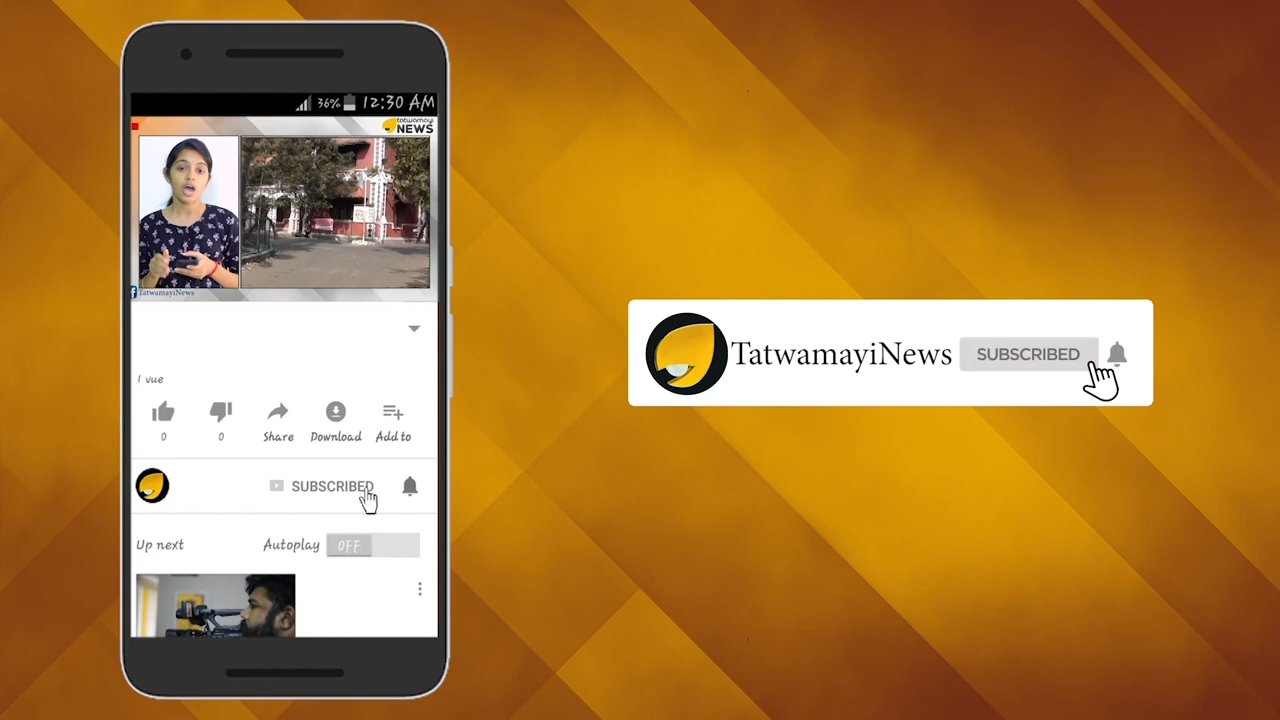 36% 12:30 AM
tatwamayi
NEWS
TatwamayiNews
1 vue
0 0 Share Download Add to
SUBSCRIBED
Up next Autoplay OFF
TatwamayiNews SUBSCRIBED